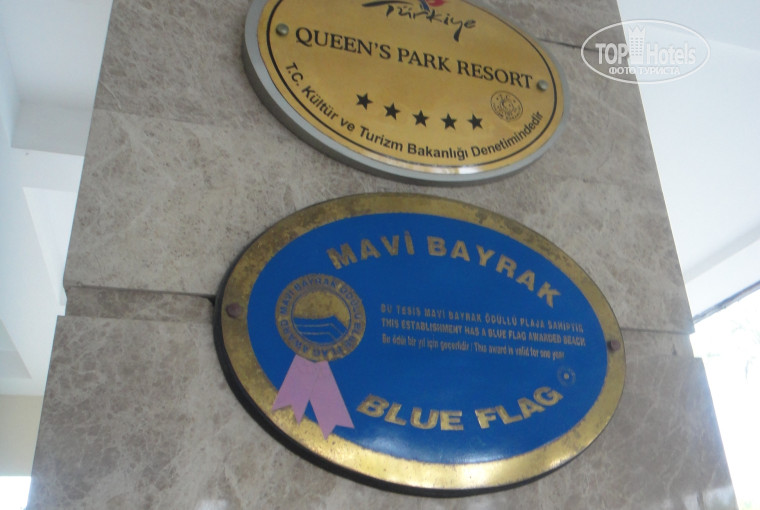 Türkiye
QUEEN'S PARK RESORT
T.C. Kültür ve Turizm Bakanlığı Denetimindedir
TOP Hotels
ФОТО ТУРИСТА
MAVİ BAYRAK
BU TESİS MAVİ BAYRAK ÖDÜLLÜ PLAJA SAHİPTİR
THIS ESTABLISHMENT HAS A BLUE FLAG AWARDED BEACH
Bu ödül bir yıl için geçerlidir / This award is valid for one year
BLUE FLAG